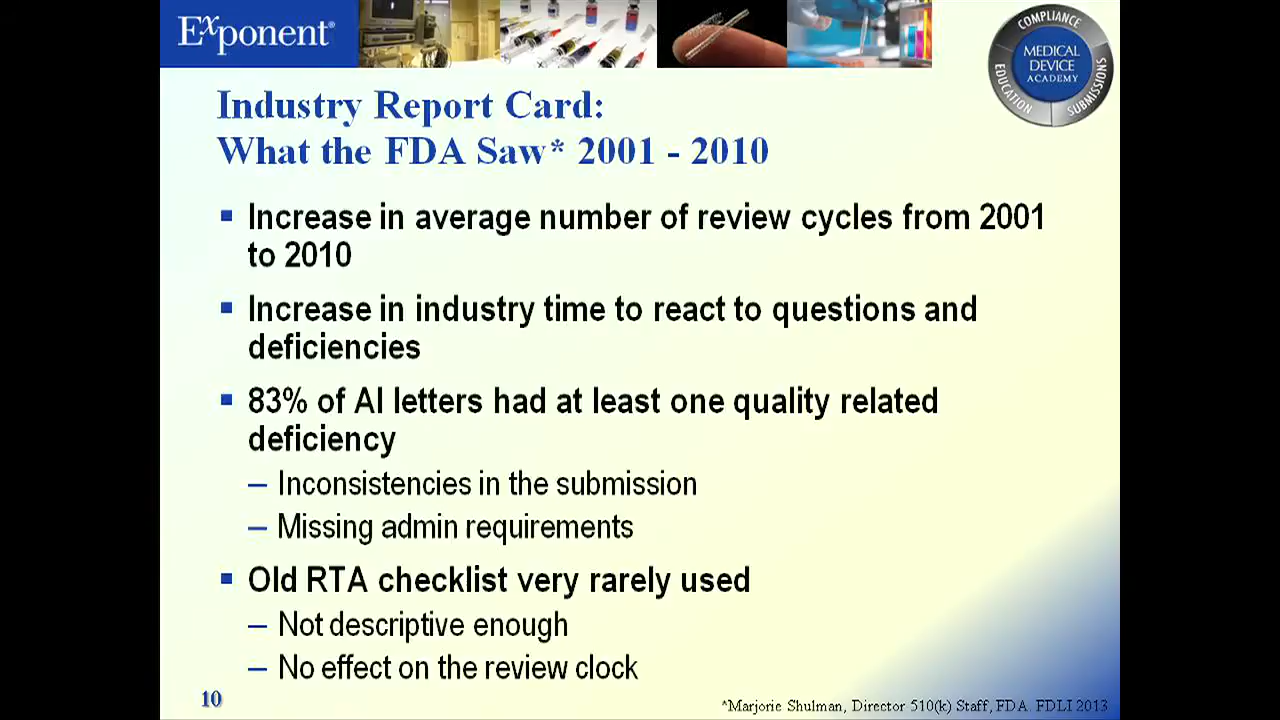 Exponent®
COMPLIANCE
MEDICAL
DEVICE
ACADEMY
EDUCATION
SUBMISSIONS
Industry Report Card:
What the FDA Saw* 2001 - 2010
▪ Increase in average number of review cycles from 2001
to 2010
▪ Increase in industry time to react to questions and
deficiencies
▪ 83% of AI letters had at least one quality related
deficiency
– Inconsistencies in the submission
– Missing admin requirements
▪ Old RTA checklist very rarely used
– Not descriptive enough
– No effect on the review clock
10
*Marjorie Shulman, Director 510(k) Staff, FDA. FDLI 2013